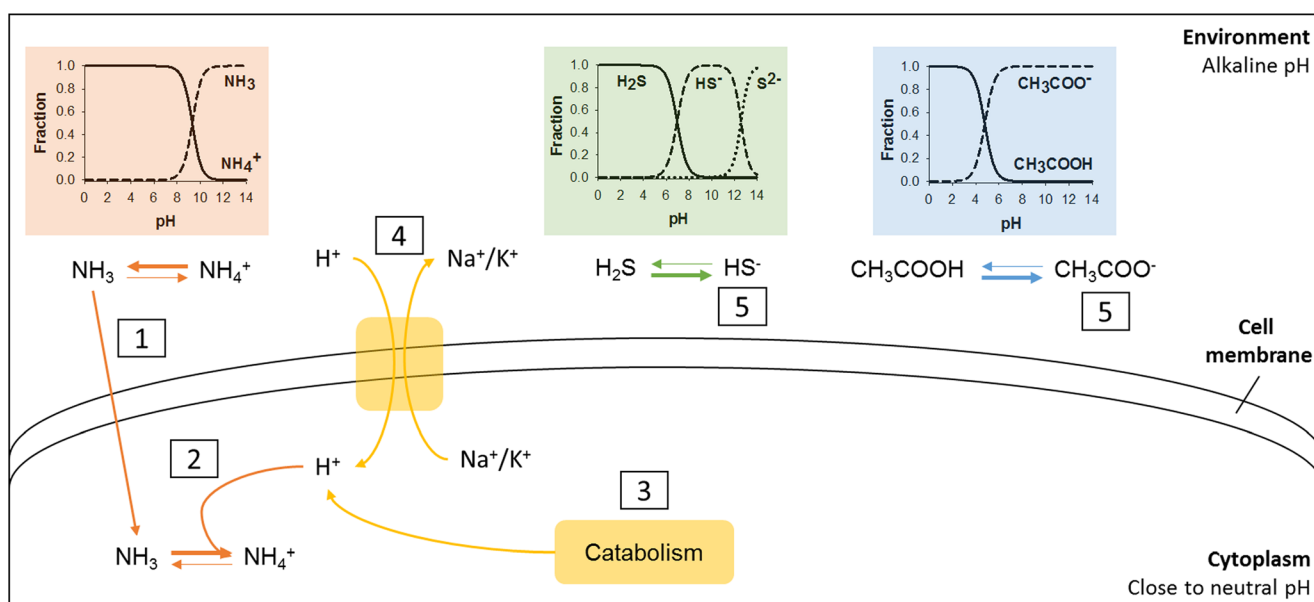 Environment
Alkaline pH
1.0
0.8
0.6
0.4
0.2
0.0
Fraction
NH₃
NH₄⁺
0 2 4 6 8 10 12 14
pH
1.0
0.8
0.6
0.4
0.2
0.0
Fraction
H₂S
HS⁻
S²⁻
0 2 4 6 8 10 12 14
pH
1.0
0.8
0.6
0.4
0.2
0.0
Fraction
CH₃COO⁻
CH₃COOH
0 2 4 6 8 10 12 14
pH
NH₃ NH₄⁺
H⁺
4
Na⁺/K⁺
H₂S HS⁻
5
CH₃COOH CH₃COO⁻
5
1
Cell
membrane
2
H⁺
Na⁺/K⁺
3
NH₃ NH₄⁺
Catabolism
Cytoplasm
Close to neutral pH